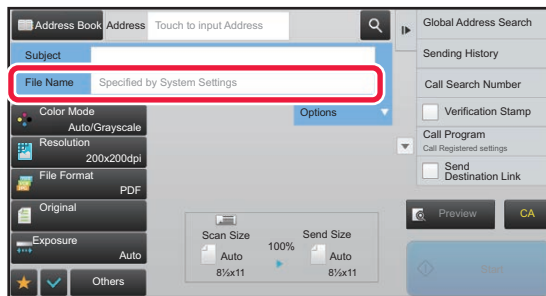 Address Book
Address
Touch to input Address
Subject
File Name
Specified by System Settings
Color Mode
Auto/Grayscale
Options
Resolution
200x200dpi
File Format
PDF
Original
Exposure
Auto
Others
Scan Size
Auto
8½x11
100%
Send Size
Auto
8½x11
Global Address Search
Sending History
Call Search Number
Verification Stamp
Call Program
Call Registered settings
Send
Destination Link
Preview
CA
Start